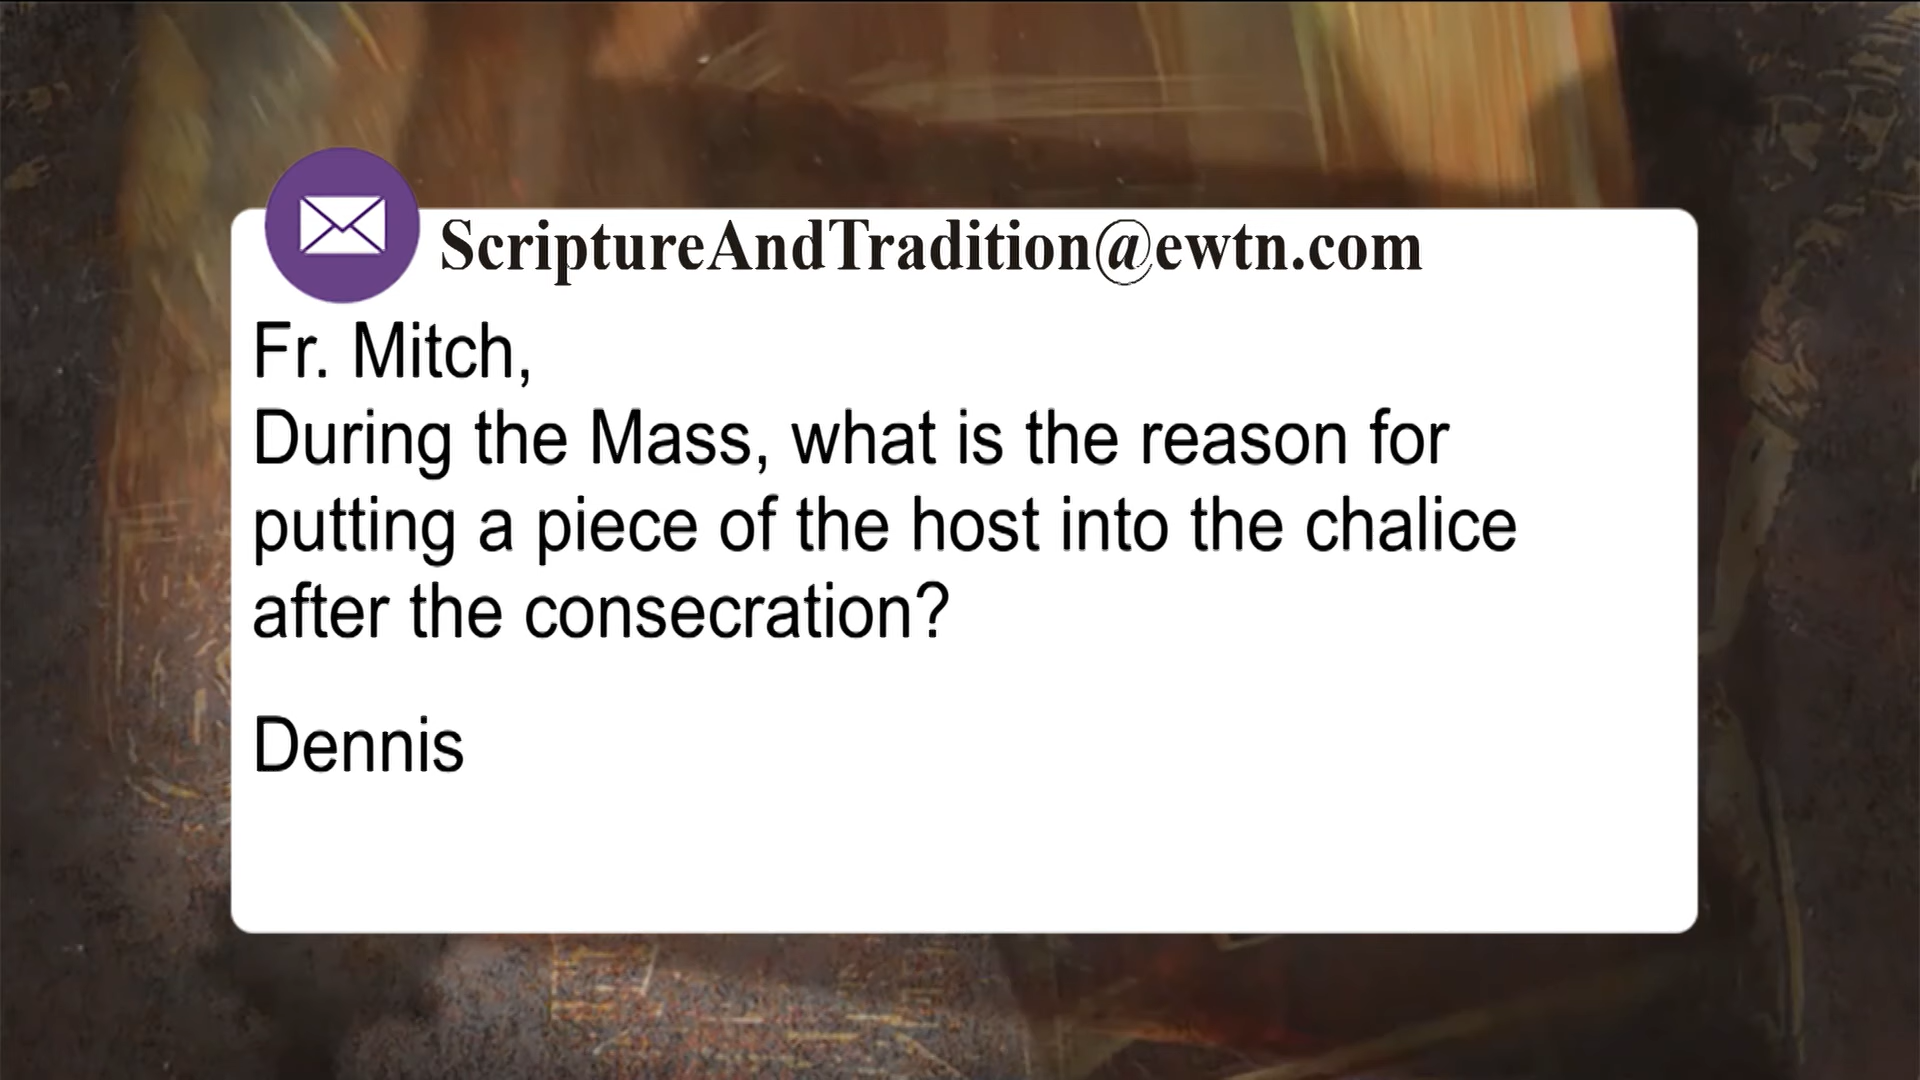 ScriptureAndTradition@ewtn.com
Fr. Mitch,
During the Mass, what is the reason for
putting a piece of the host into the chalice
after the consecration?
Dennis